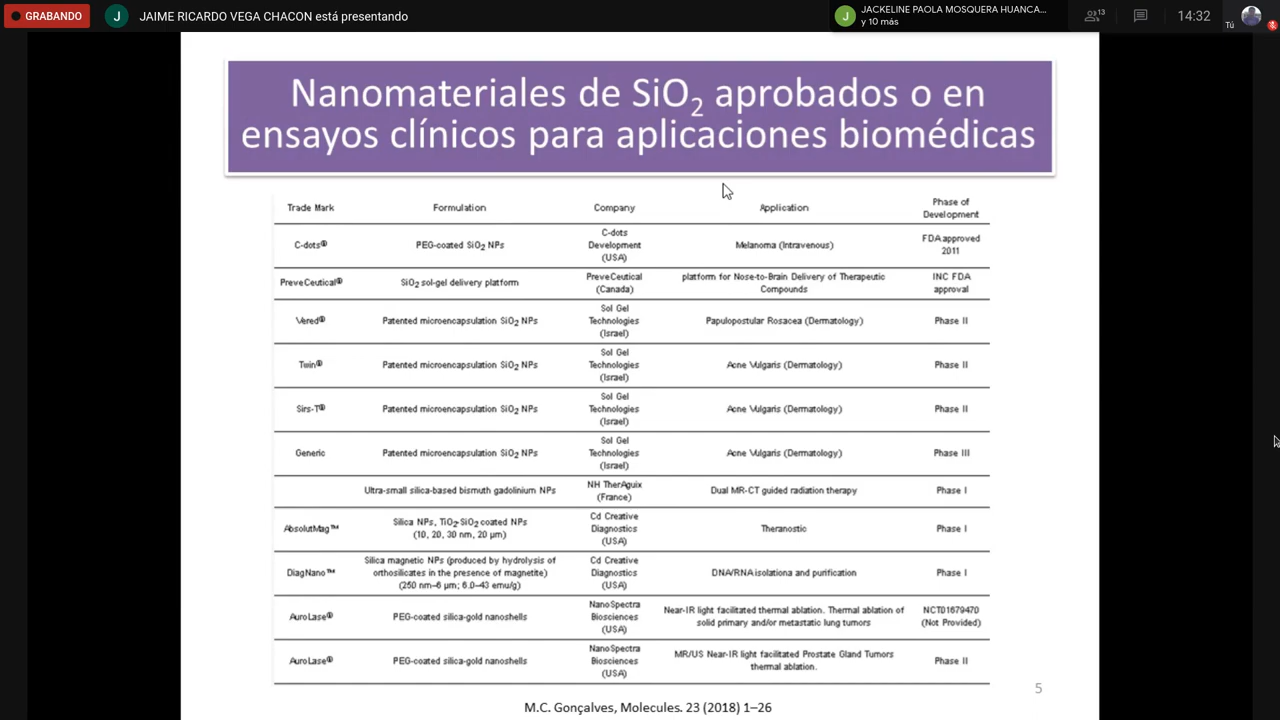 GRABANDO
J
JAIME RICARDO VEGA CHACON está presentando
J
JACKELINE PAOLA MOSQUERA HUANCA...
y 10 más
13
14:32
Tú
Nanomateriales de SiO₂ aprobados o en
ensayos clínicos para aplicaciones biomédicas
Trade Mark Formulation Company Application Phase of Development
C-dots® PEG-coated SiO₂ NPs C-dots Development (USA) Melanoma (Intravenous) FDA approved 2011
PreveCeutical® SiO₂ sol-gel delivery platform PreveCeutical (Canada) platform for Nose-to-Brain Delivery of Therapeutic Compounds INC FDA approval
Vered® Patented microencapsulation SiO₂ NPs Sol Gel Technologies (Israel) Papulopostular Rosacea (Dermatology) Phase II
Twin® Patented microencapsulation SiO₂ NPs Sol Gel Technologies (Israel) Acne Vulgaris (Dermatology) Phase II
Sirs-T® Patented microencapsulation SiO₂ NPs Sol Gel Technologies (Israel) Acne Vulgaris (Dermatology) Phase II
Generic Patented microencapsulation SiO₂ NPs Sol Gel Technologies (Israel) Acne Vulgaris (Dermatology) Phase III
Ultra-small silica-based bismuth gadolinium NPs NH TherAguix (France) Dual MR-CT guided radiation therapy Phase I
AbsolutMag™ Silica NPs, TiO₂-SiO₂ coated NPs (10, 20, 30 nm, 20 µm) Cd Creative Diagnostics (USA) Theranostic Phase I
DiagNano™ Silica magnetic NPs (produced by hydrolysis of orthosilicates in the presence of magnetite) (250 nm–6 µm; 6.0–43 emu/g) Cd Creative Diagnostics (USA) DNA/RNA isolationa and purification Phase I
AuroLase® PEG-coated silica-gold nanoshells NanoSpectra Biosciences (USA) Near-IR light facilitated thermal ablation. Thermal ablation of solid primary and/or metastatic lung tumors NCT01679470 (Not Provided)
AuroLase® PEG-coated silica-gold nanoshells NanoSpectra Biosciences (USA) MR/US Near-IR light facilitated Prostate Gland Tumors thermal ablation. Phase II
5
M.C. Gonçalves, Molecules. 23 (2018) 1–26